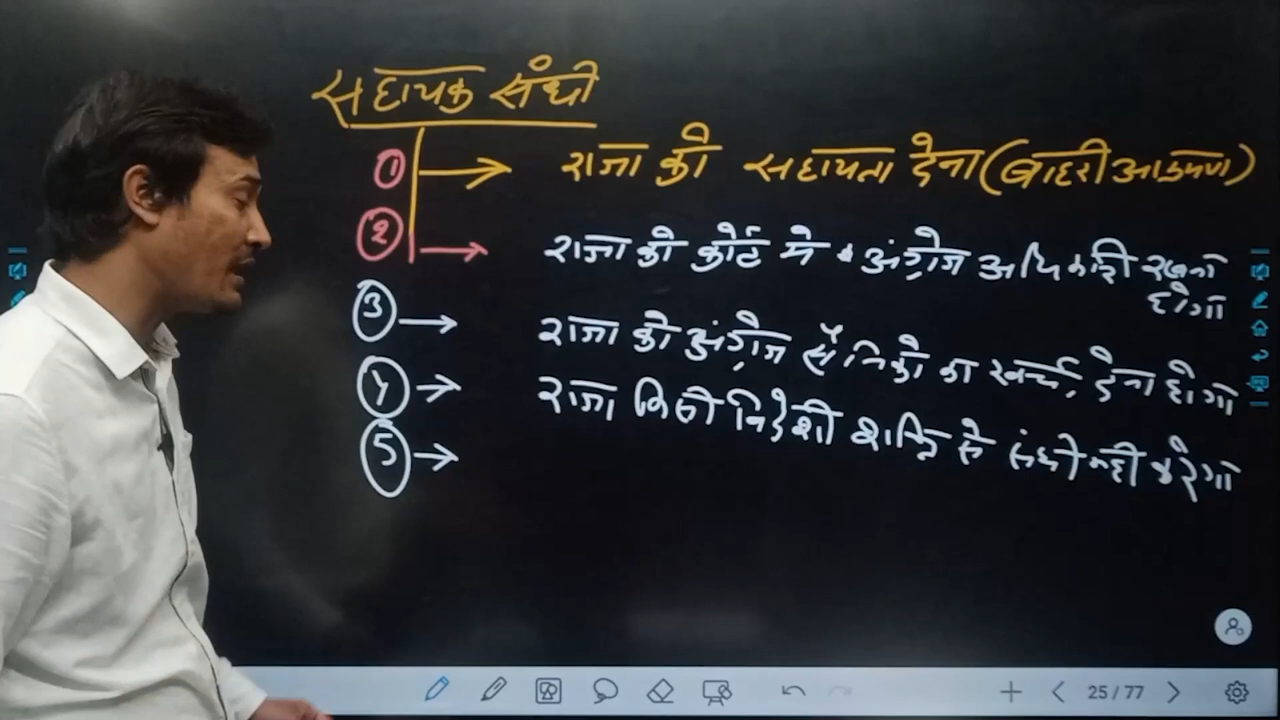 सहायक संधी
① → राजा को सहायता देना (बाहरी आक्रमण)
② → राजा को कोर्ट मे अंग्रेज अधिकारी रखना
होगा
③ → राजा को अंग्रेज सैनिको का खर्च देना होगा
④ → राजा किसी विदेशी शक्ति से संधी नही करेगा
⑤ →
25 / 77